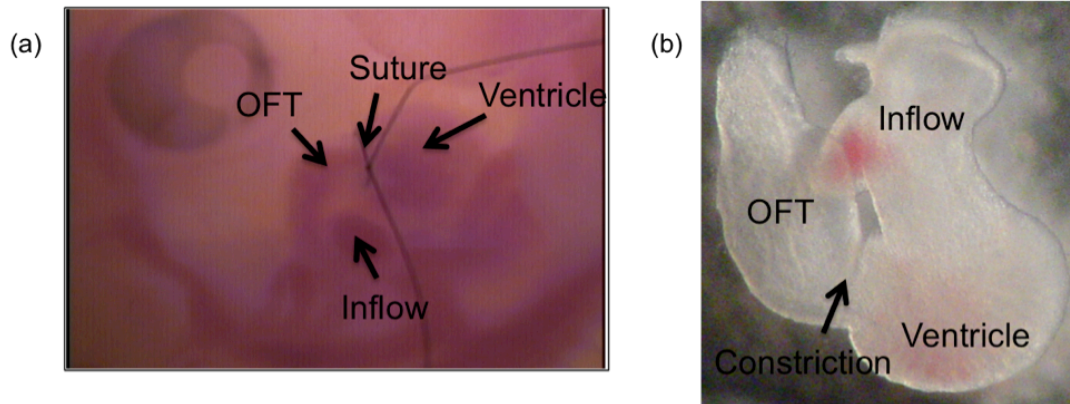 (a)
Suture
OFT
Ventricle
Inflow
(b)
Inflow
OFT
Ventricle
Constriction